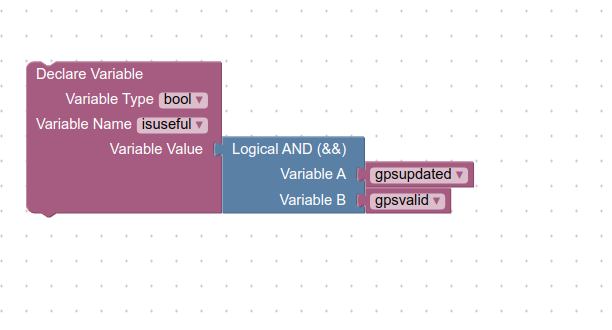 Declare Variable
Variable Type bool ▾
Variable Name isuseful ▾
Variable Value Logical AND (&&)
Variable A gpsupdated ▾
Variable B gpsvalid ▾